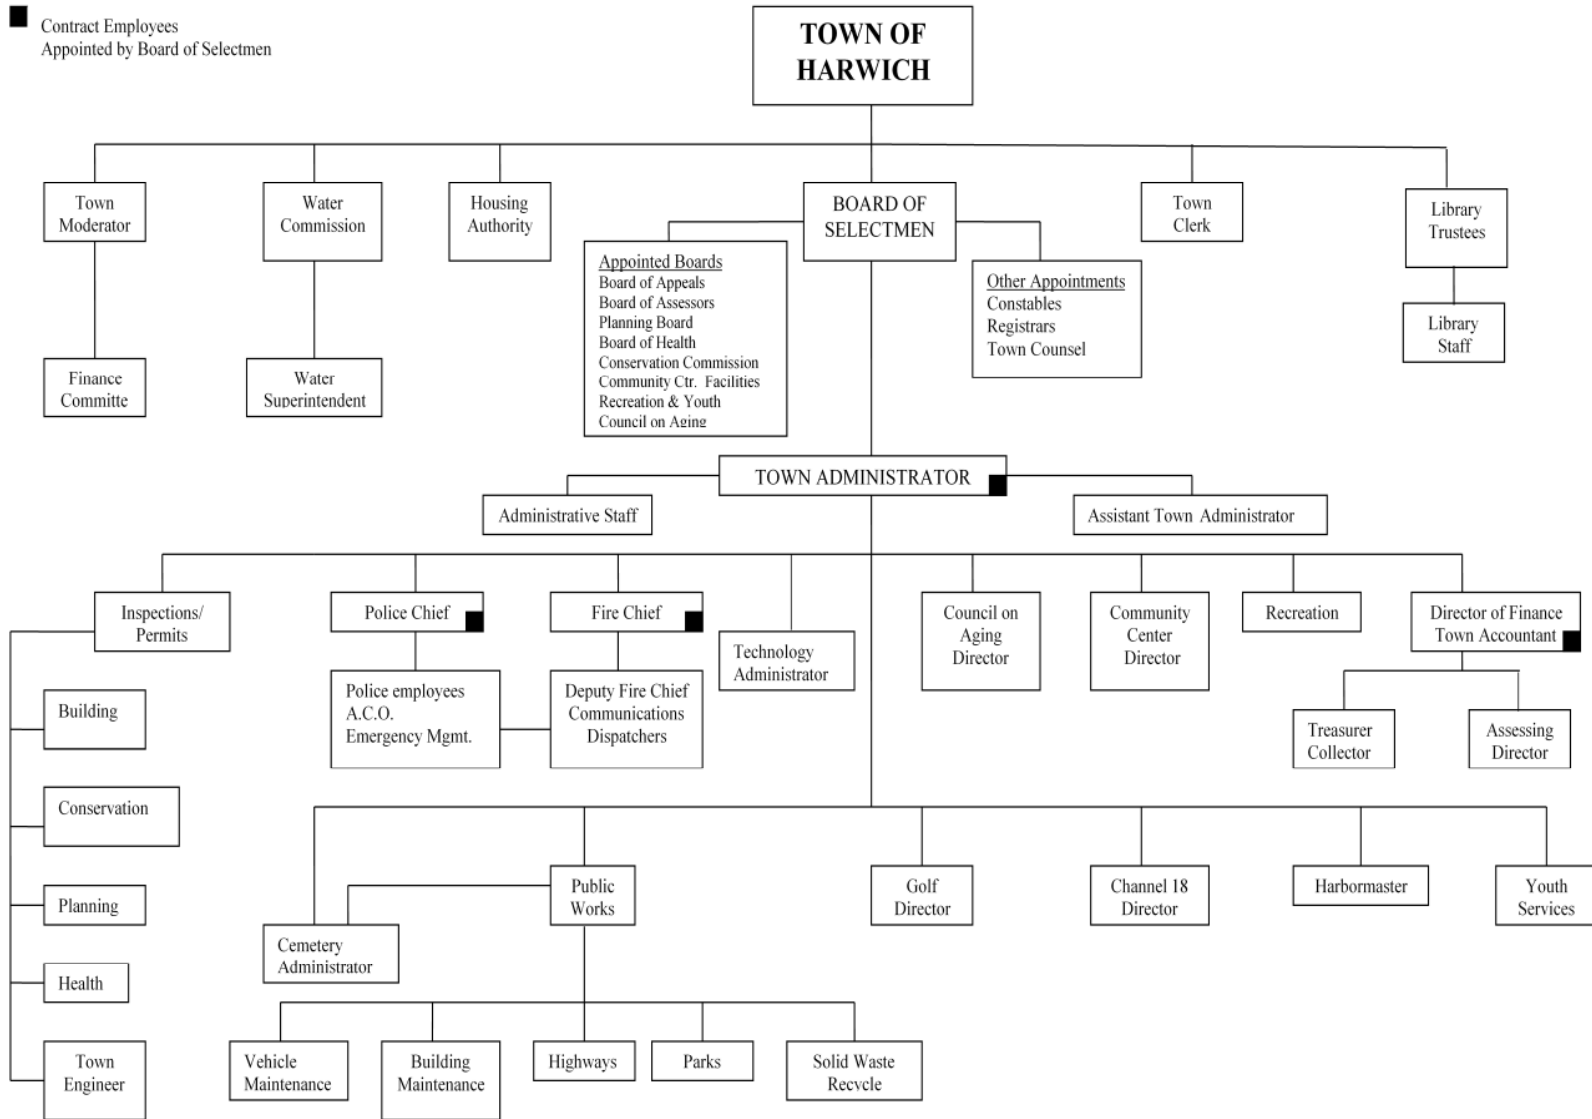 Contract Employees
Appointed by Board of Selectmen
TOWN OF
HARWICH
Town
Moderator
Water
Commission
Housing
Authority
BOARD OF
SELECTMEN
Town
Clerk
Library
Trustees
Appointed Boards
Board of Appeals
Board of Assessors
Planning Board
Board of Health
Conservation Commission
Community Ctr. Facilities
Recreation & Youth
Council on Aging
Other Appointments
Constables
Registrars
Town Counsel
Library
Staff
Finance
Committe
Water
Superintendent
TOWN ADMINISTRATOR
Administrative Staff
Assistant Town Administrator
Inspections/
Permits
Police Chief
Fire Chief
Technology
Administrator
Council on
Aging
Director
Community
Center
Director
Recreation
Director of Finance
Town Accountant
Police employees
A.C.O.
Emergency Mgmt.
Deputy Fire Chief
Communications
Dispatchers
Treasurer
Collector
Assessing
Director
Building
Conservation
Planning
Health
Town
Engineer
Public
Works
Cemetery
Administrator
Golf
Director
Channel 18
Director
Harbormaster
Youth
Services
Vehicle
Maintenance
Building
Maintenance
Highways
Parks
Solid Waste
Recycle